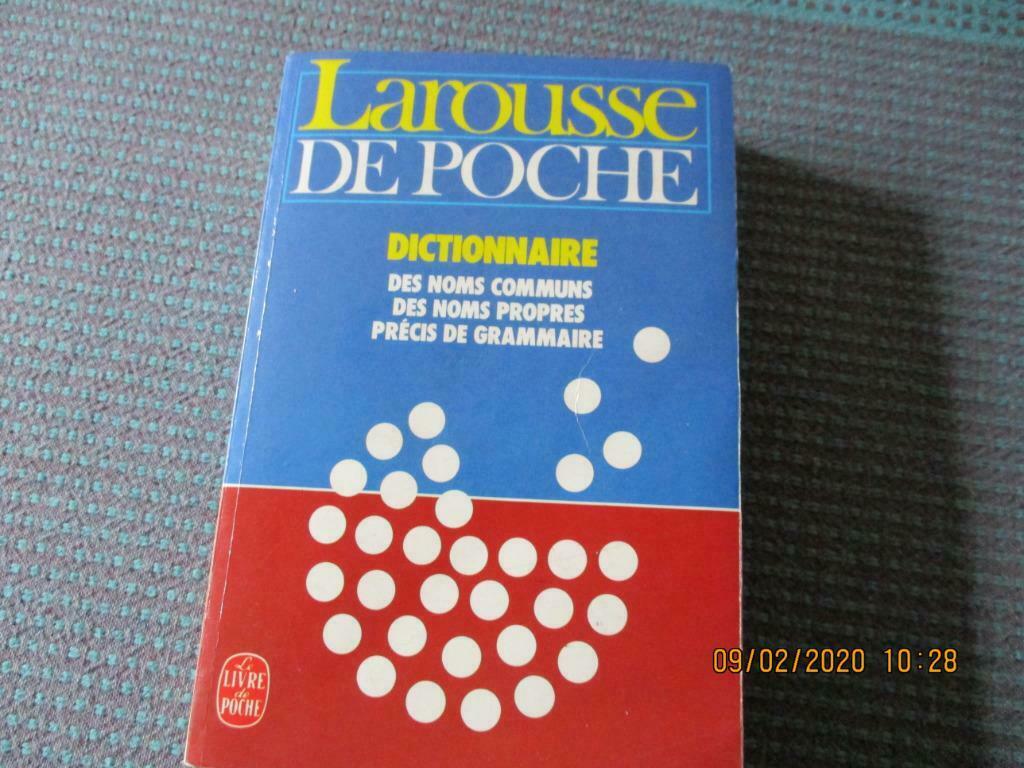 Larousse
DE POCHE
DICTIONNAIRE
DES NOMS COMMUNS
DES NOMS PROPRES
PRÉCIS DE GRAMMAIRE
Le
LIVRE
de
POCHE
09/02/2020 10:28